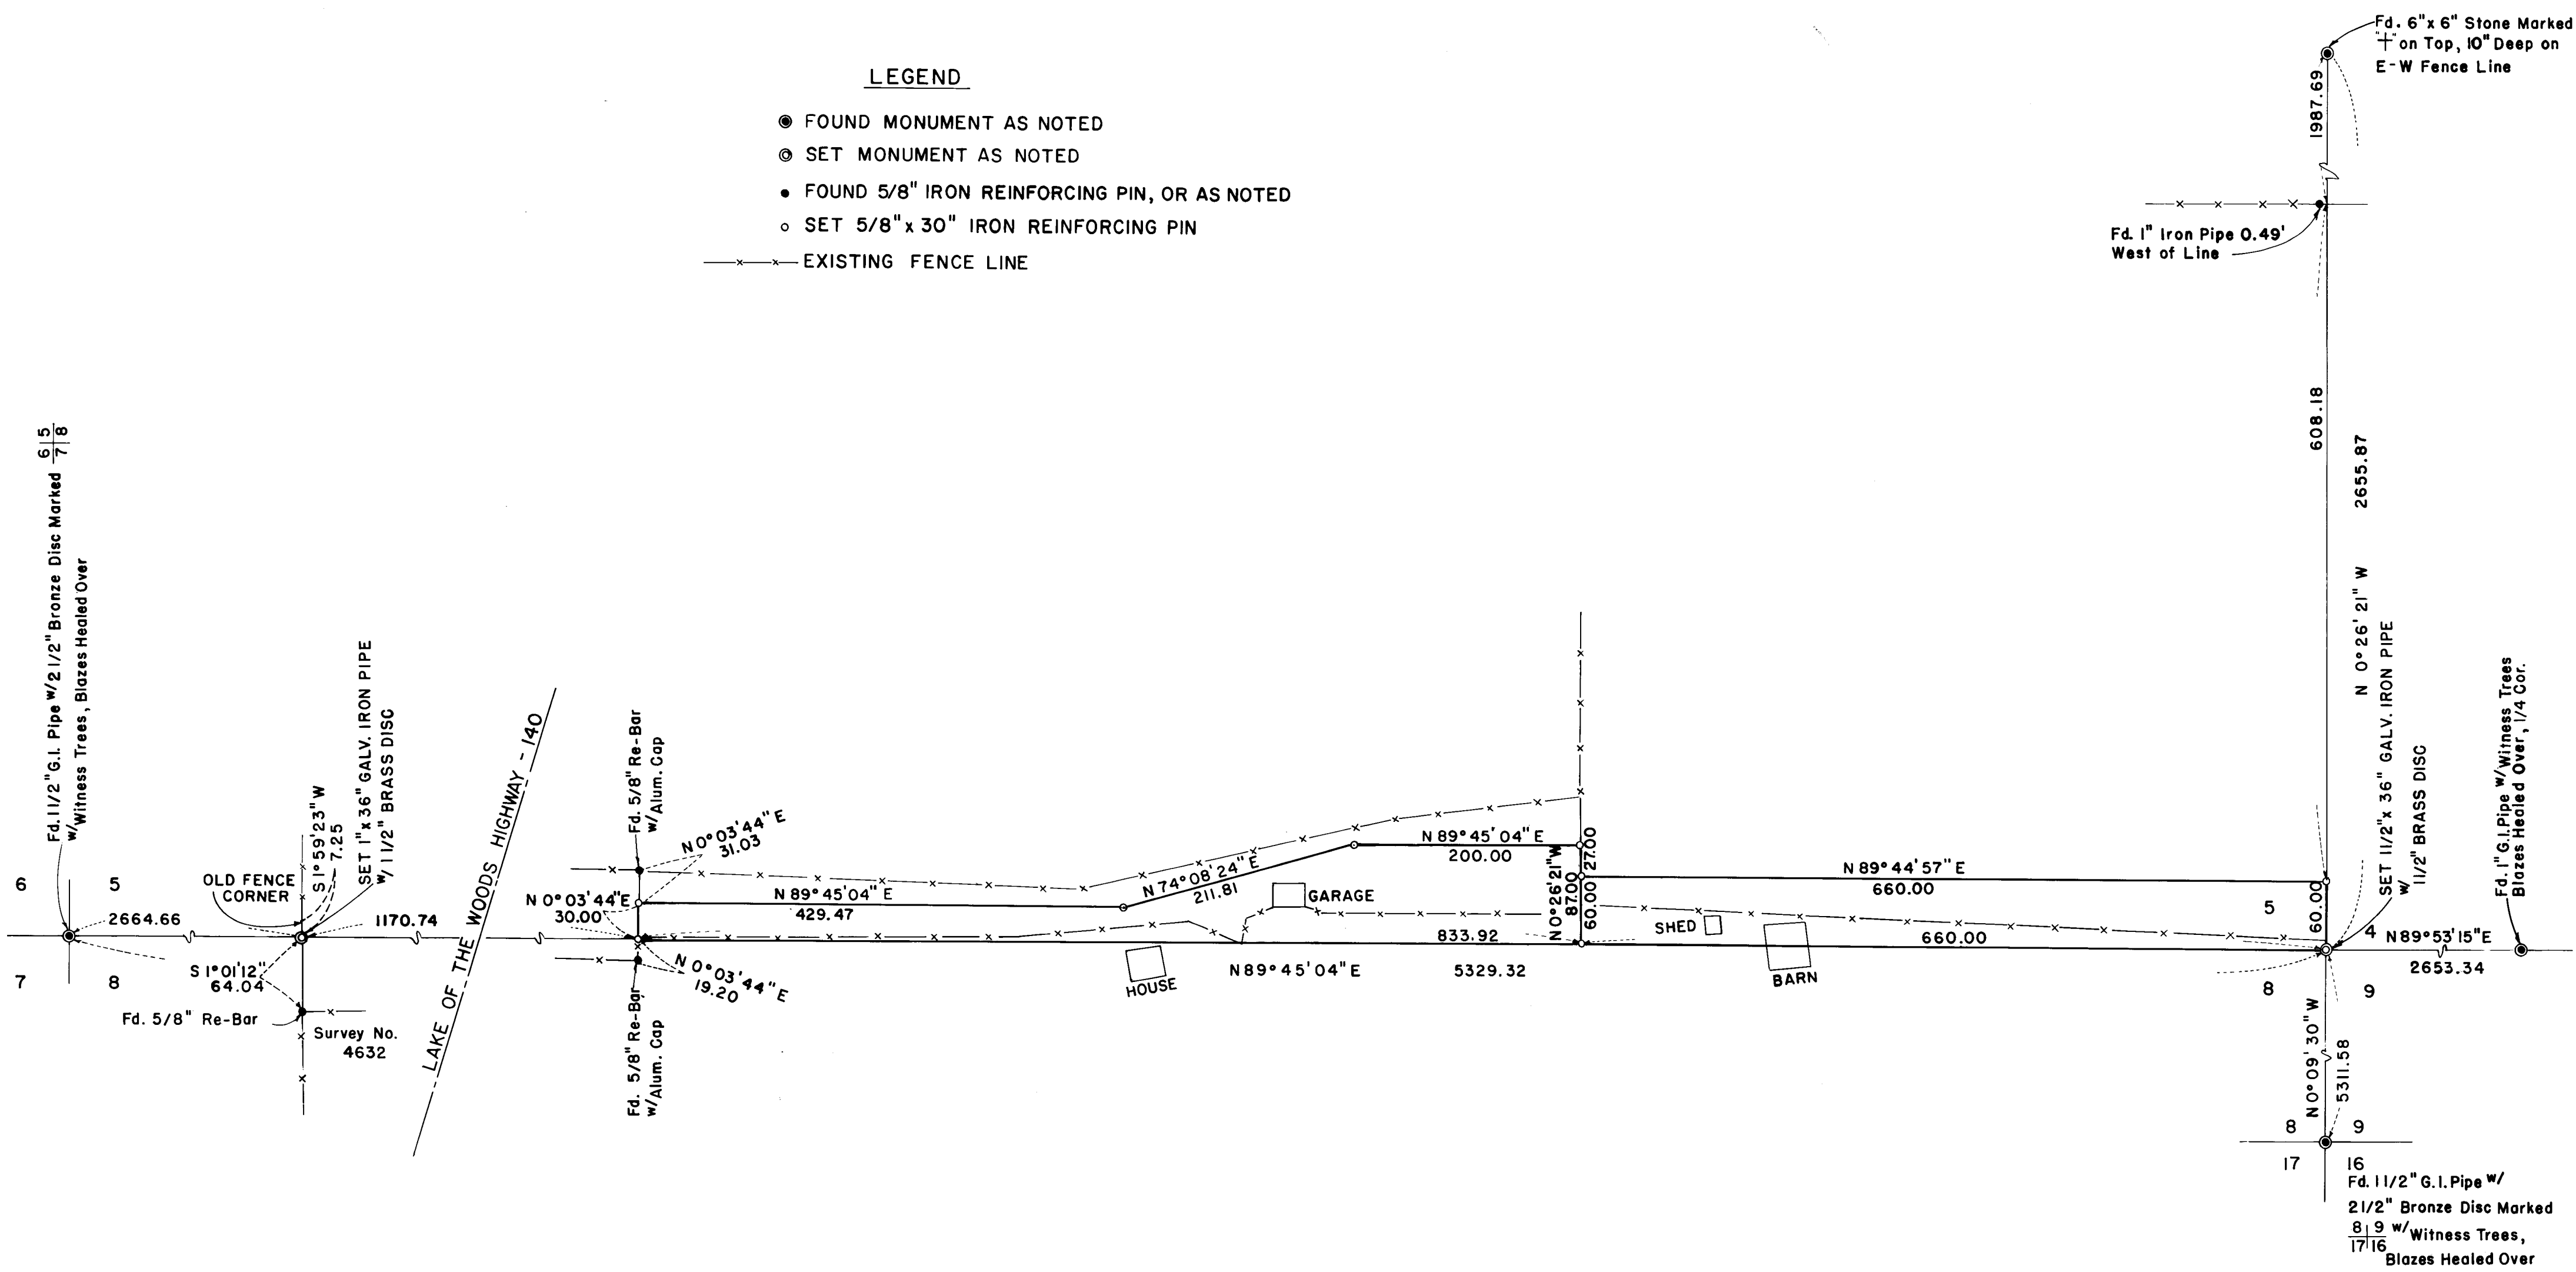 LEGEND
FOUND MONUMENT AS NOTED
SET MONUMENT AS NOTED
FOUND 5/8" IRON REINFORCING PIN, OR AS NOTED
SET 5/8" x 30" IRON REINFORCING PIN
EXISTING FENCE LINE
Fd. 6" x 6" Stone Marked
"+" on Top, 10" Deep on
E-W Fence Line
1987.69
Fd. 1" Iron Pipe 0.49'
West of Line
608.18
2655.87
N 0° 26' 21" W
SET 1 1/2" x 36" GALV. IRON PIPE
w/
1 1/2" BRASS DISC
Fd. 1" G.I. Pipe w/ Witness Trees
Blazes Healed Over, 1/4 Cor.
6 5
7 8
Fd. 1 1/2" G.I. Pipe w/ 2 1/2" Bronze Disc Marked
w/ Witness Trees, Blazes Healed Over
6 5
7 8
2664.66
OLD FENCE
CORNER
S 1° 59' 23" W
7.25
SET 1" x 36" GALV. IRON PIPE
w/ 1 1/2" BRASS DISC
1170.74
S 1° 01' 12"
64.04
Fd. 5/8" Re-Bar
Survey No.
4632
LAKE OF THE WOODS HIGHWAY - 140
Fd. 5/8" Re-Bar
w/ Alum. Cap
N 0° 03' 44" E
31.03
N 0° 03' 44" E
30.00
N 89° 45' 04" E
429.47
N 0° 03' 44" E
19.20
Fd. 5/8" Re-Bar
w/ Alum. Cap
N 74° 08' 24" E
211.81
N 89° 45' 04" E
200.00
GARAGE
HOUSE
833.92
N 89° 45' 04" E 5329.32
N 0° 26' 21" W
87.00
27.00
60.00
N 89° 44' 57" E
660.00
SHED
BARN
660.00
60.00
5
4
8
9
N 89° 53' 15" E
2653.34
N 0° 09' 30" W
5311.58
8 9
17 16
Fd. 1 1/2" G.I. Pipe w/
2 1/2" Bronze Disc Marked
8 9 w/ Witness Trees,
17 16
Blazes Healed Over